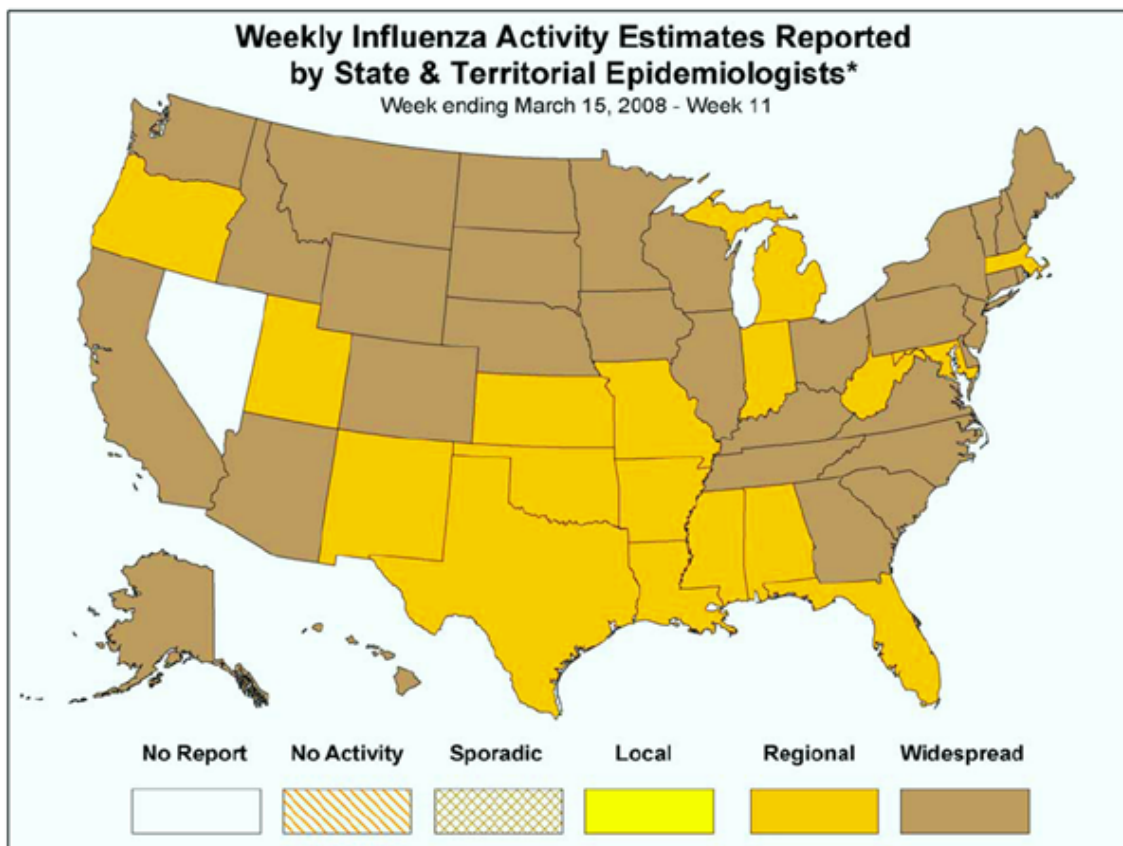 Weekly Influenza Activity Estimates Reported
by State & Territorial Epidemiologists*
Week ending March 15, 2008 - Week 11
No Report No Activity Sporadic Local Regional Widespread